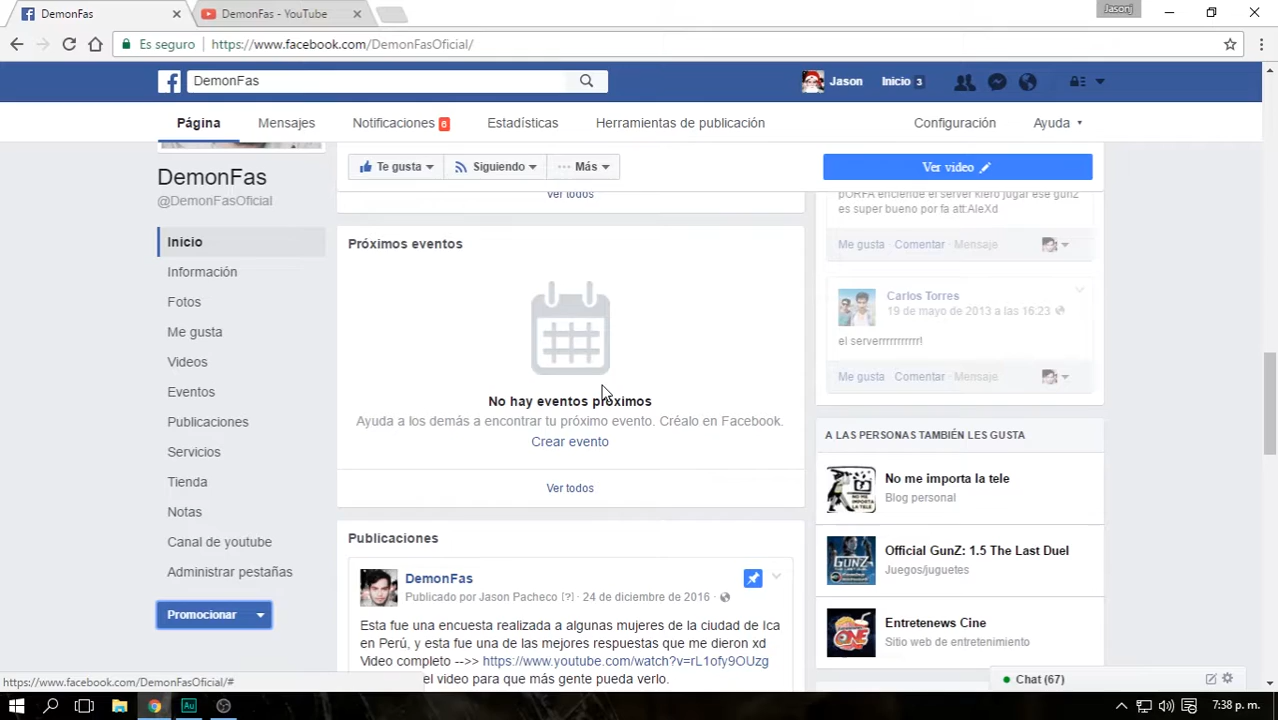 DemonFas
DemonFas - YouTube
Jasonj
Es seguro
https://www.facebook.com/DemonFasOficial/
DemonFas
Jason
Inicio 3
Página
Mensajes
Notificaciones 6
Estadísticas
Herramientas de publicación
Configuración
Ayuda
DemonFas
@DemonFasOficial
Inicio
Información
Fotos
Me gusta
Videos
Eventos
Publicaciones
Servicios
Tienda
Notas
Canal de youtube
Administrar pestañas
Promocionar
Te gusta
Siguiendo
Más
Ver video
Ver todos
Próximos eventos
No hay eventos próximos
Ayuda a los demás a encontrar tu próximo evento. Créalo en Facebook.
Crear evento
Ver todos
Publicaciones
DemonFas
Publicado por Jason Pacheco [?] · 24 de diciembre de 2016 ·
Esta fue una encuesta realizada a algunas mujeres de la ciudad de Ica
en Perú, y esta fue una de las mejores respuestas que me dieron xd
Video completo -->> https://www.youtube.com/watch?v=rL1ofy9OUzg
el video para que más gente pueda verlo.
pORFA enciende el server kiero jugar ese gunz
es super bueno por fa att:AleXd
Me gusta · Comentar · Mensaje
Carlos Torres
19 de mayo de 2013 a las 16:23
el serverrrrrrrrrr!
Me gusta · Comentar · Mensaje
A LAS PERSONAS TAMBIÉN LES GUSTA
No me importa la tele
Blog personal
Official GunZ: 1.5 The Last Duel
Juegos/juguetes
Entretenews Cine
Sitio web de entretenimiento
Chat (67)
https://www.facebook.com/DemonFasOficial/#
7:38 p. m.